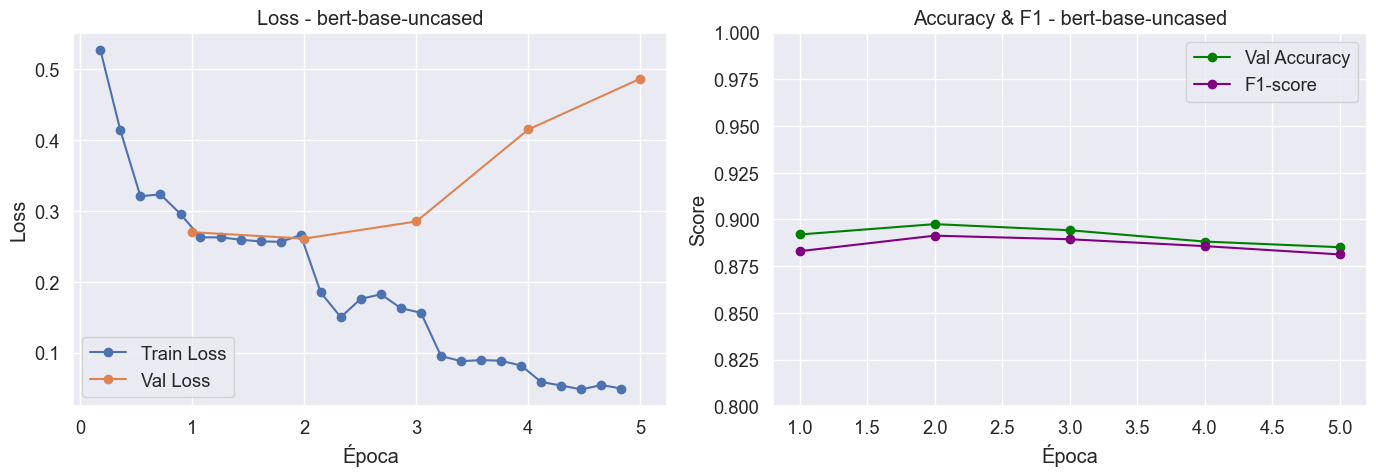 Loss - bert-base-uncased
0.5
0.4
0.3
0.2
0.1
Loss
Train Loss
Val Loss
0 1 2 3 4 5
Época
Accuracy & F1 - bert-base-uncased
1.000
0.975
0.950
0.925
0.900
0.875
0.850
0.825
0.800
Score
Val Accuracy
F1-score
1.0 1.5 2.0 2.5 3.0 3.5 4.0 4.5 5.0
Época